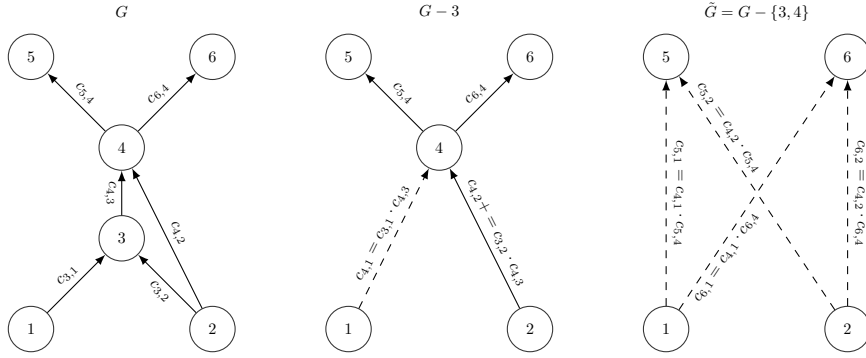 G
G − 3
G̃ = G − {3, 4}
5
6
c₅,₄
c₆,₄
4
c₄,₃
c₄,₂
3
c₃,₁
c₃,₂
1
2
5
6
c₅,₄
c₆,₄
4
c₄,₁ = c₃,₁ · c₄,₃
c₄,₂+ = c₃,₂ · c₄,₃
1
2
5
6
c₅,₂ = c₄,₂ · c₅,₄
c₅,₁ = c₄,₁ · c₅,₄
c₆,₂ = c₄,₂ · c₆,₄
c₆,₁ = c₄,₁ · c₆,₄
1
2